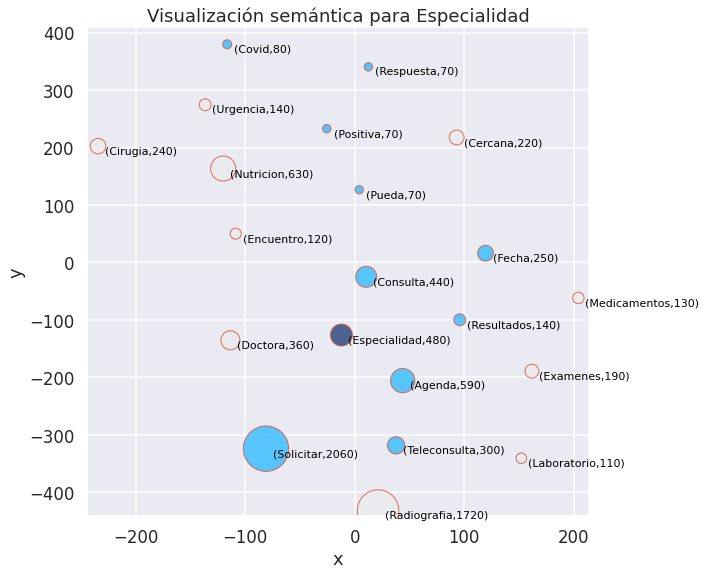 Visualización semántica para Especialidad
400
(Covid,80)
(Respuesta,70)
300
(Urgencia,140)
(Positiva,70)
(Cercana,220)
200
(Cirugia,240)
(Nutricion,630)
(Pueda,70)
100
(Encuentro,120)
(Fecha,250)
0
(Consulta,440)
y
(Medicamentos,130)
−100
(Resultados,140)
(Doctora,360)
(Especialidad,480)
−200
(Examenes,190)
(Agenda,590)
−300
(Solicitar,2060)
(Teleconsulta,300)
(Laboratorio,110)
−400
(Radiografia,1720)
−200 −100 0 100 200
x